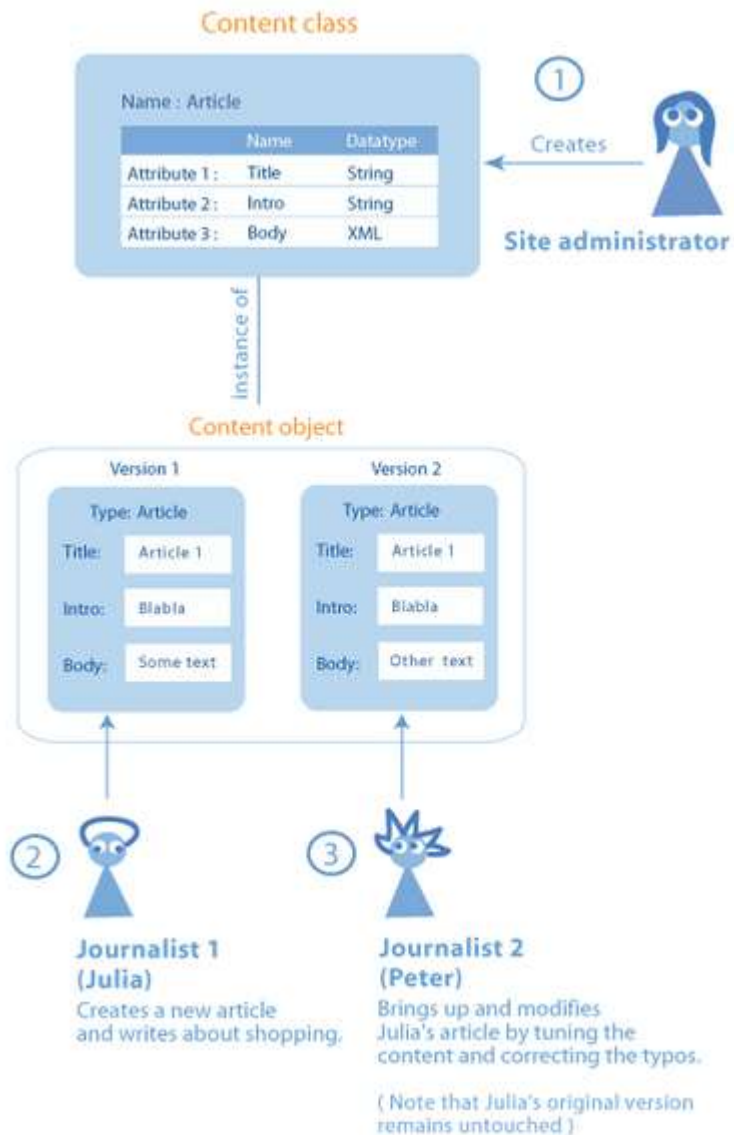 Content class
1
Name : Article
Name Datatype
Attribute 1 : Title String
Attribute 2 : Intro String
Attribute 3 : Body XML
Creates
Site administrator
instance of
Content object
Version 1
Type: Article
Title: Article 1
Intro: Blabla
Body: Some text
Version 2
Type: Article
Title: Article 1
Intro: Blabla
Body: Other text
2
Journalist 1
(Julia)
Creates a new article
and writes about shopping.
3
Journalist 2
(Peter)
Brings up and modifies
Julia's article by tuning the
content and correcting the typos.
( Note that Julia's original version
remains untouched )